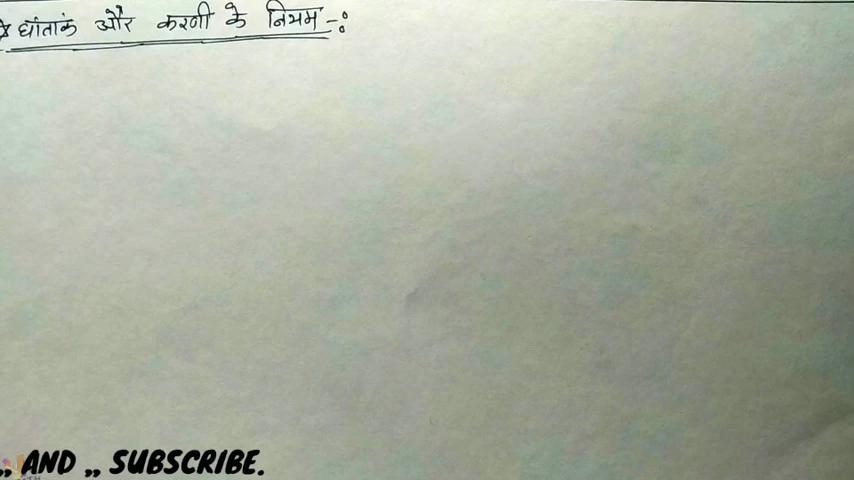 * घांतांक और करणी के नियम -:
,, AND ,, SUBSCRIBE.